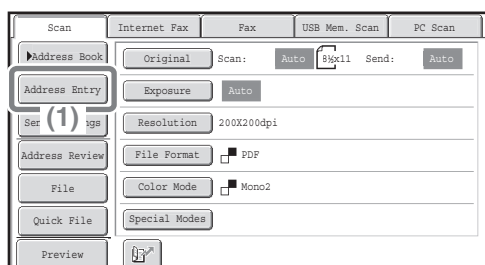 Scan Internet Fax Fax USB Mem. Scan PC Scan
Address Book Original Scan: Auto 8½x11 Send: Auto
Address Entry Exposure Auto
(1) Resolution 200X200dpi
Address Review File Format PDF
File Color Mode Mono2
Quick File Special Modes
Preview